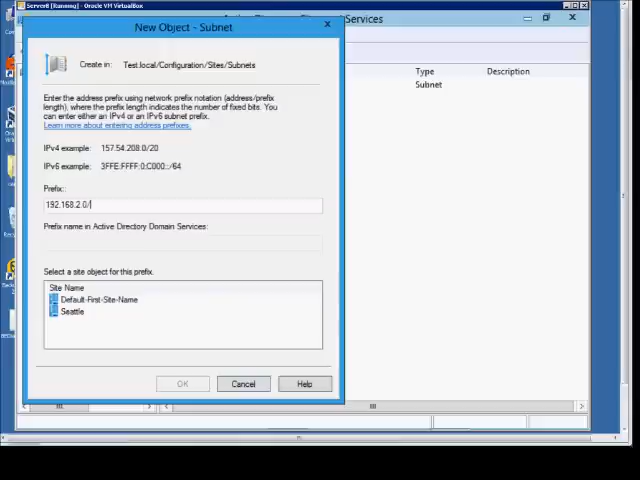 Server8 [Running] - Oracle VM VirtualBox
New Object - Subnet
Services
Create in: Test.local/Configuration/Sites/Subnets
Type Description
Subnet
Enter the address prefix using network prefix notation (address/prefix
length), where the prefix length indicates the number of fixed bits. You
can enter either an IPv4 or an IPv6 subnet prefix.
Learn more about entering address prefixes.
IPv4 example: 157.54.208.0/20
IPv6 example: 3FFE:FFFF:0:C000::/64
Prefix::
192.168.2.0/
Prefix name in Active Directory Domain Services:
Select a site object for this prefix.
Site Name
Default-First-Site-Name
Seattle
OK Cancel Help